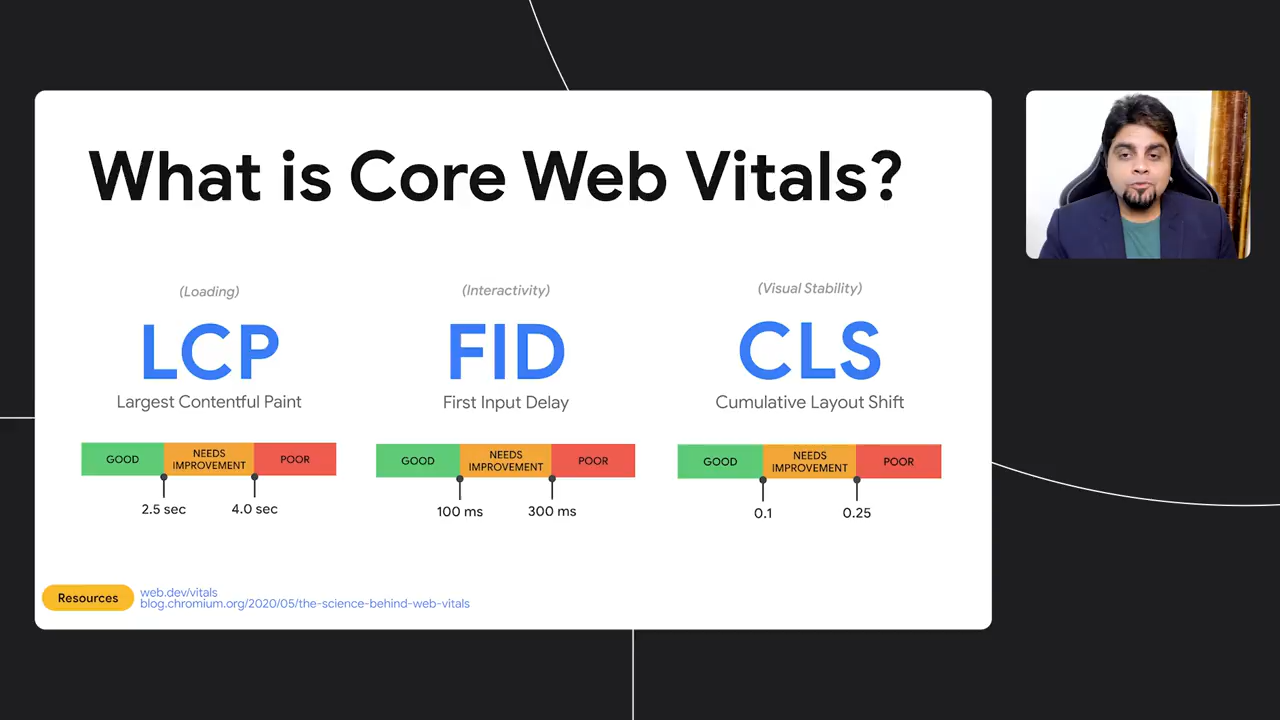 What is Core Web Vitals?
(Loading)
LCP
Largest Contentful Paint
GOOD
NEEDS
IMPROVEMENT
POOR
2.5 sec
4.0 sec
(Interactivity)
FID
First Input Delay
GOOD
NEEDS
IMPROVEMENT
POOR
100 ms
300 ms
(Visual Stability)
CLS
Cumulative Layout Shift
GOOD
NEEDS
IMPROVEMENT
POOR
0.1
0.25
Resources
web.dev/vitals
blog.chromium.org/2020/05/the-science-behind-web-vitals